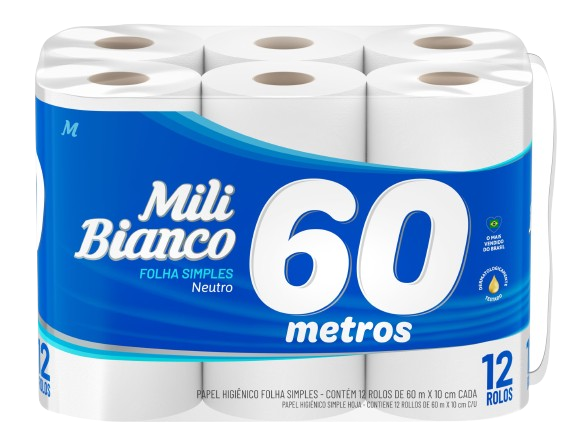 M
Mili
Bianco
FOLHA SIMPLES
Neutro
60
metros
O MAIS
VENDIDO
DO BRASIL
DERMATOLOGICAMENTE
TESTADO
12
ROLOS
12
ROLOS
PAPEL HIGIÊNICO FOLHA SIMPLES - CONTÉM 12 ROLOS DE 60 m X 10 cm CADA
PAPEL HIGIÉNICO SIMPLE HOJA - CONTIENE 12 ROLLOS DE 60 m X 10 cm C/U